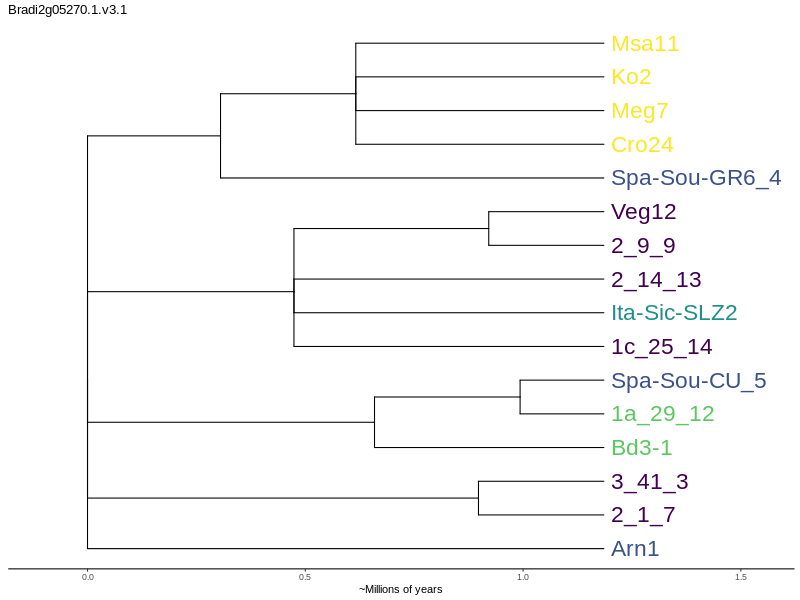 Bradi2g05270.1.v3.1
Msa11
Ko2
Meg7
Cro24
Spa-Sou-GR6_4
Veg12
2_9_9
2_14_13
Ita-Sic-SLZ2
1c_25_14
Spa-Sou-CU_5
1a_29_12
Bd3-1
3_41_3
2_1_7
Arn1
0.0 0.5 1.0 1.5
~Millions of years